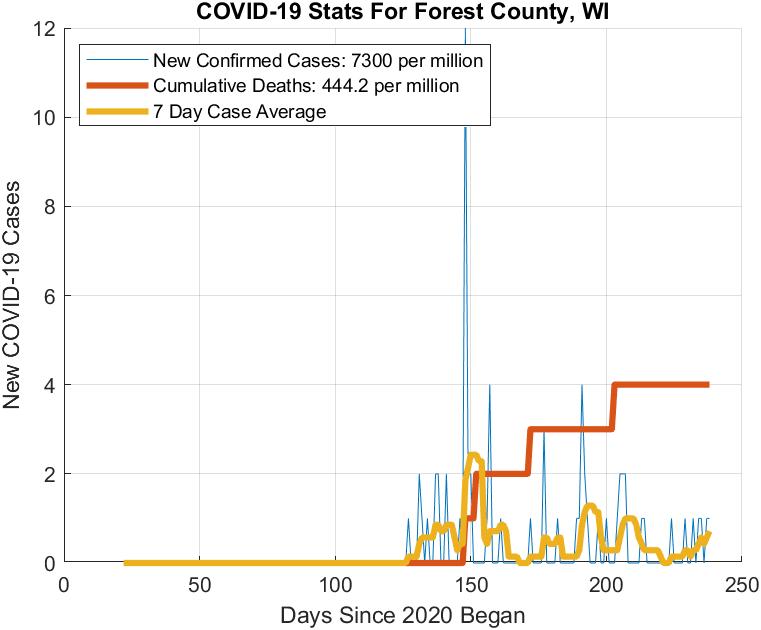 COVID-19 Stats For Forest County, WI
12
New Confirmed Cases: 7300 per million
Cumulative Deaths: 444.2 per million
7 Day Case Average
10
8
6
4
2
0
New COVID-19 Cases
0 50 100 150 200 250
Days Since 2020 Began